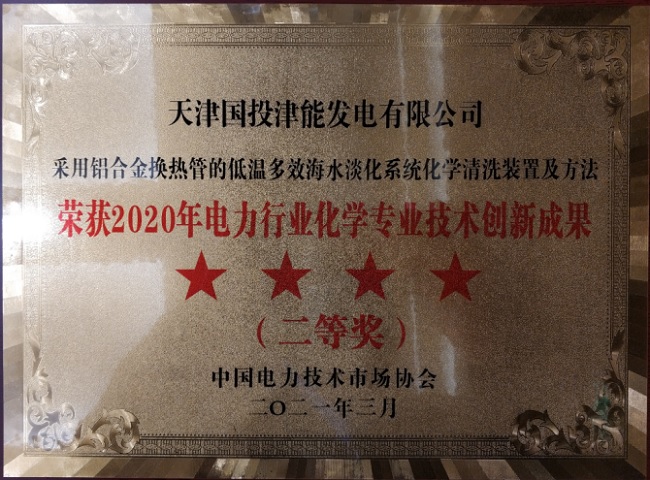 天津国投津能发电有限公司
采用铝合金换热管的低温多效海水淡化系统化学清洗装置及方法
荣获2020年电力行业化学专业技术创新成果
★ ★ ★ ★
（二等奖）
中国电力技术市场协会
二〇二一年三月